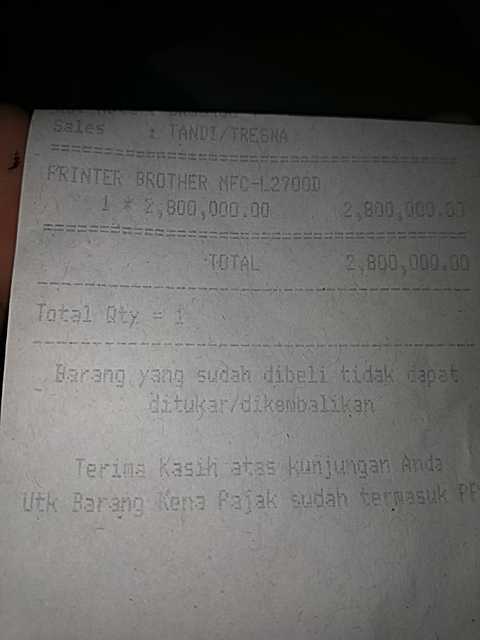 Sales : TANDI/TRESNA
================================================
PRINTER BROTHER MFC-L2700D
1 * 2,800,000.00 2,800,000.00
================================================
TOTAL 2,800,000.00
------------------------------------------------
Total Qty = 1
------------------------------------------------
Barang yang sudah dibeli tidak dapat
ditukar/dikembalikan
Terima Kasih atas kunjungan Anda
Utk Barang Kena Pajak sudah termasuk PP